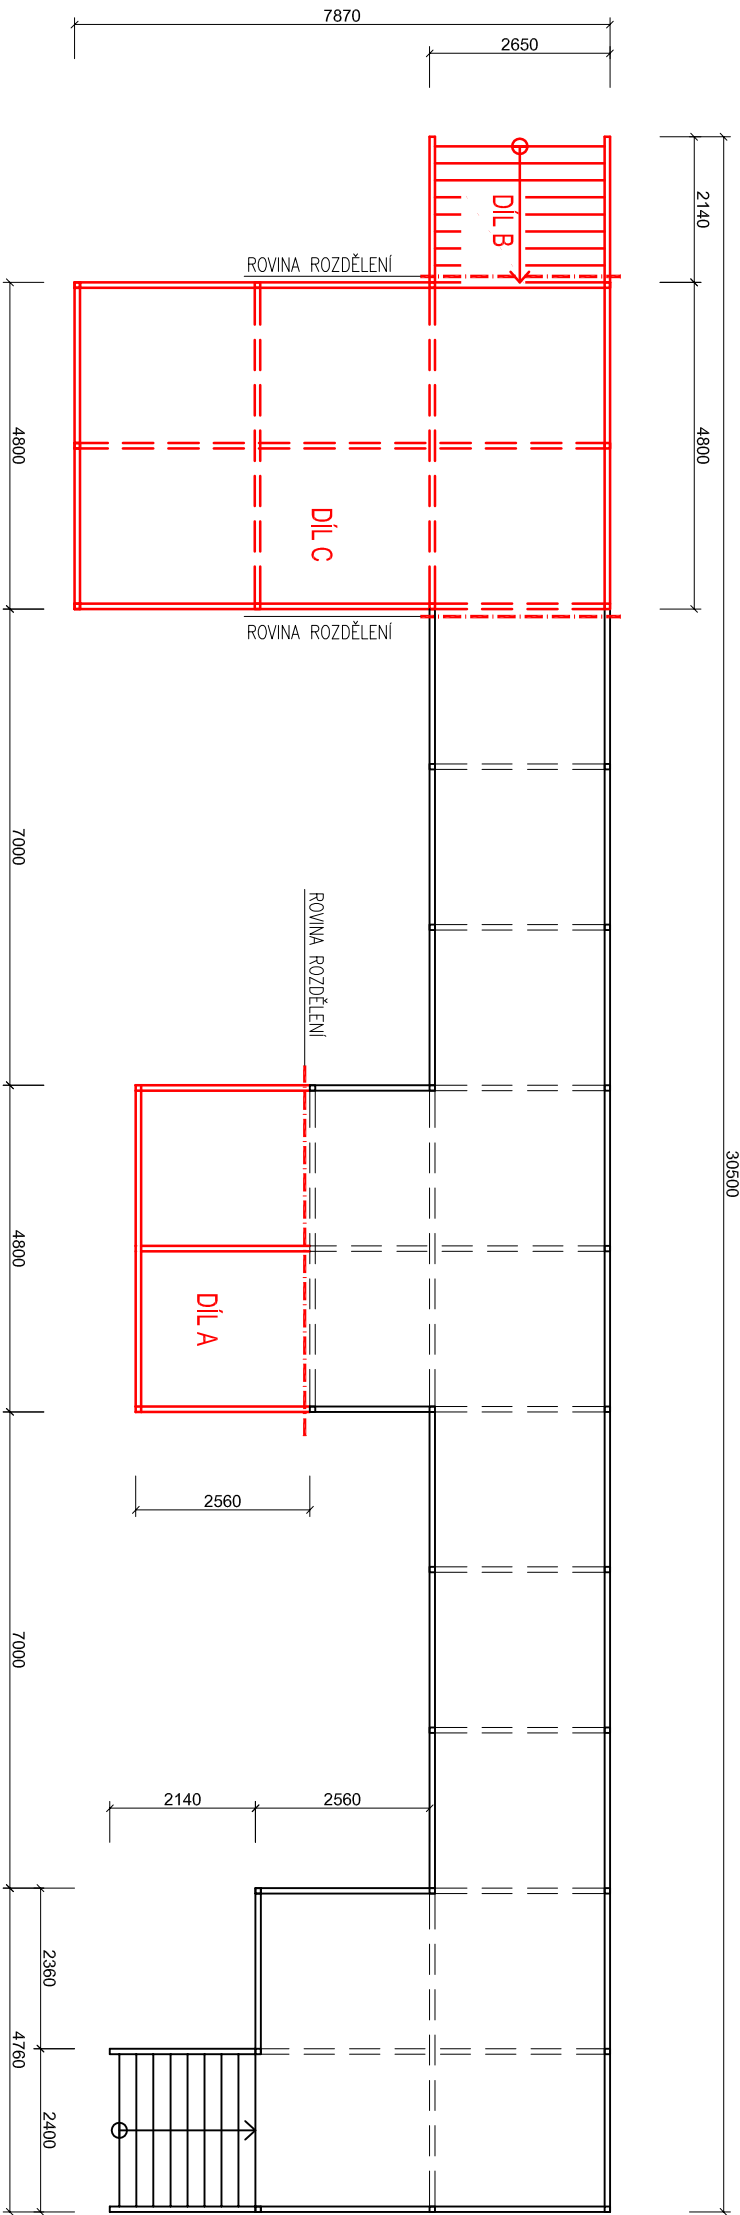 7870
2650
2140
DÍL B
ROVINA ROZDĚLENÍ
4800
4800
DÍL C
ROVINA ROZDĚLENÍ
7000
ROVINA ROZDĚLENÍ
30500
4800
DÍL A
2560
7000
2140
2560
2360
4760
2400